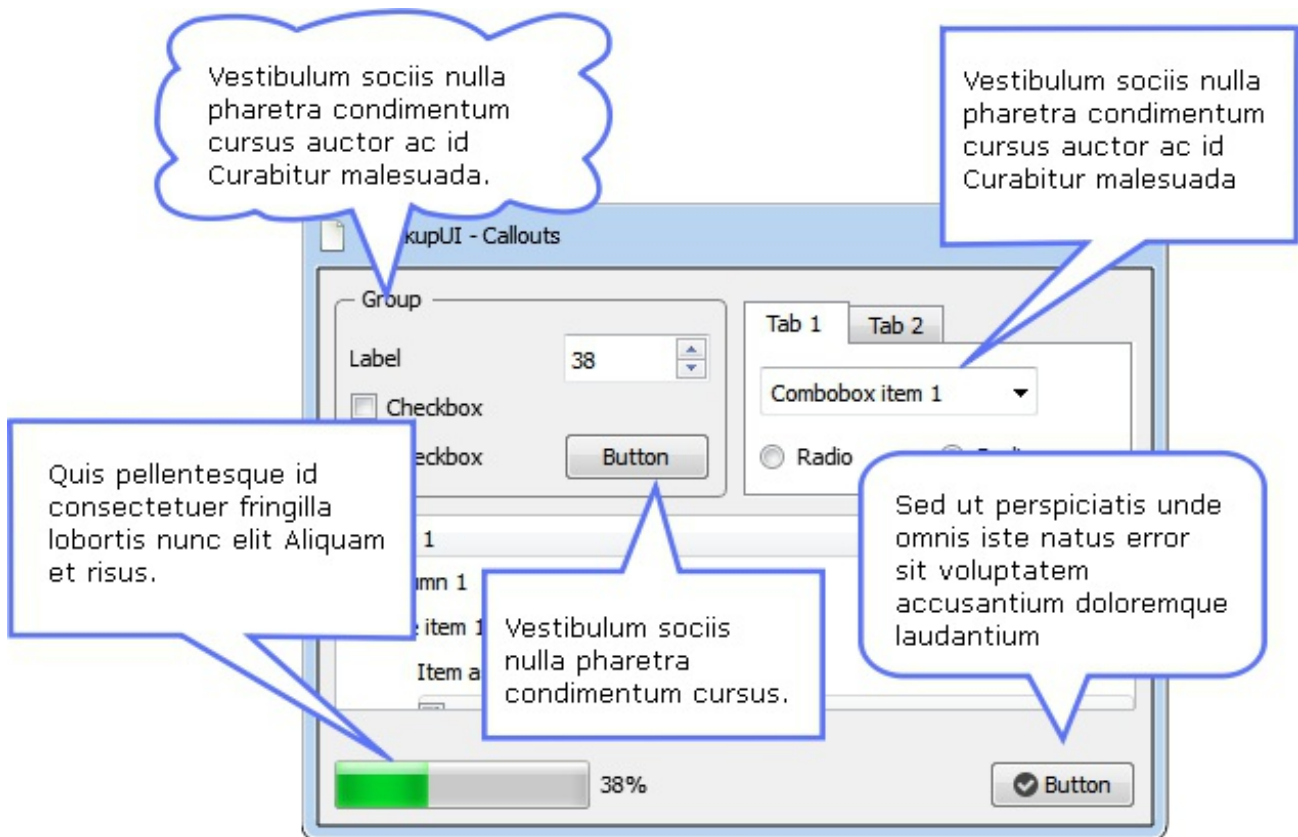 Vestibulum sociis nulla
pharetra condimentum
cursus auctor ac id
Curabitur malesuada.
Vestibulum sociis nulla
pharetra condimentum
cursus auctor ac id
Curabitur malesuada
kupUI - Callouts
Group
Tab 1
Tab 2
Label
38
Combobox item 1
Checkbox
eckbox
Button
Radio
Quis pellentesque id
consectetuer fringilla
lobortis nunc elit Aliquam
et risus.
Sed ut perspiciatis unde
omnis iste natus error
sit voluptatem
accusantium doloremque
laudantium
1
umn 1
item 1
Item a
Vestibulum sociis
nulla pharetra
condimentum cursus.
38%
Button